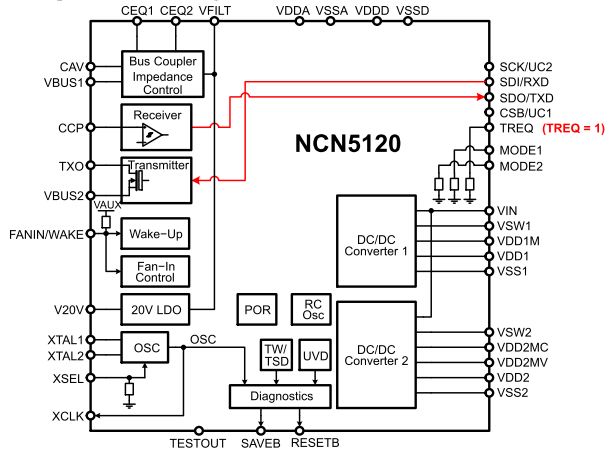 CEQ1 CEQ2 VFILT VDDA VSSA VDDD VSSD
CAV
VBUS1
Bus Coupler
Impedance
Control
CCP
Receiver
TXO
VBUS2
Transmitter
VAUX
FANIN/WAKE
Wake−Up
Fan−In
Control
V20V
20V LDO
XTAL1
XTAL2
OSC
OSC
XSEL
XCLK
NCN5120
POR
RC
Osc
TW/
TSD
UVD
Diagnostics
DC/DC
Converter 1
DC/DC
Converter 2
SCK/UC2
SDI/RXD
SDO/TXD
CSB/UC1
TREQ (TREQ = 1)
MODE1
MODE2
VIN
VSW1
VDD1M
VDD1
VSS1
VSW2
VDD2MC
VDD2MV
VDD2
VSS2
TESTOUT SAVEB RESETB